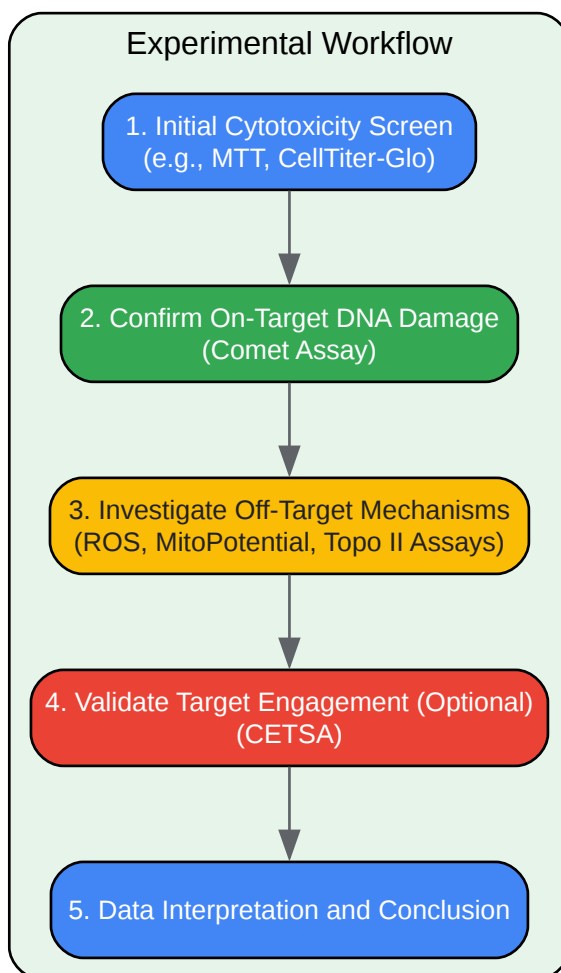 Experimental Workflow
1. Initial Cytotoxicity Screen
(e.g., MTT, CellTiter-Glo)
2. Confirm On-Target DNA Damage
(Comet Assay)
3. Investigate Off-Target Mechanisms
(ROS, MitoPotential, Topo II Assays)
4. Validate Target Engagement (Optional)
(CETSA)
5. Data Interpretation and Conclusion